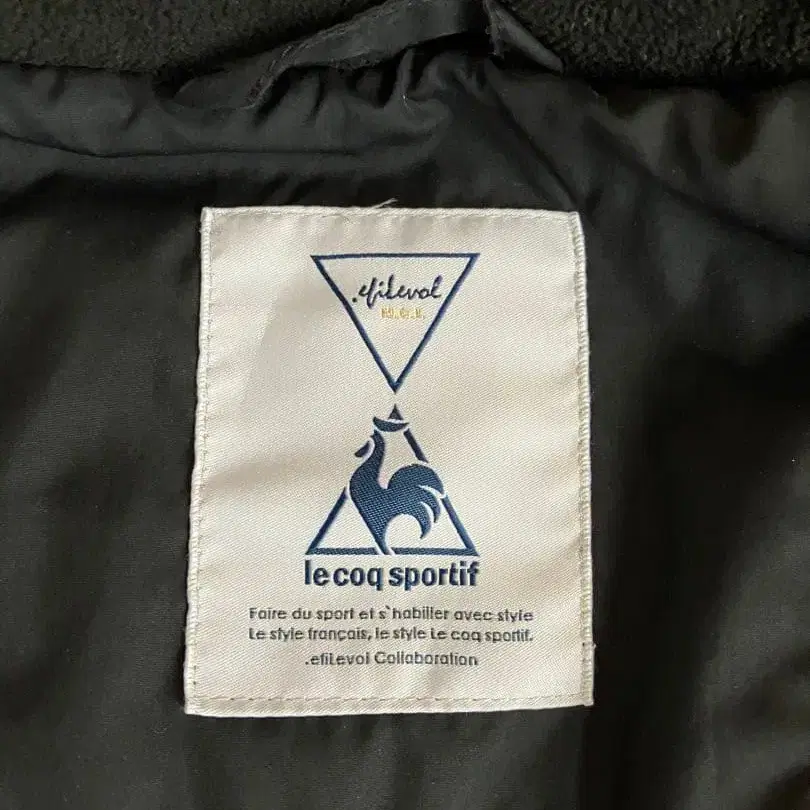 .efiLevol
le coq sportif
Faire du sport et s`habiller avec style
Le style français, le style Le coq sportif.
.efiLevol Collaboration